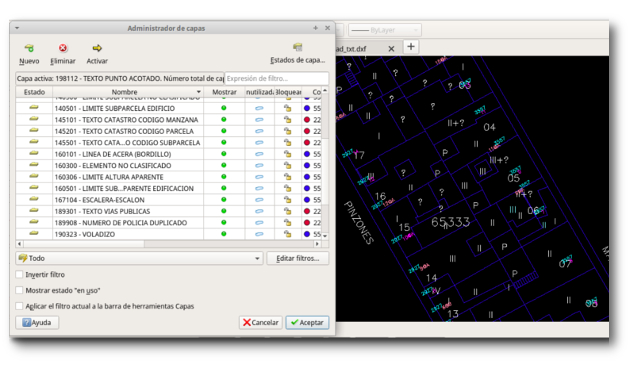 Administrador de capas
Nuevo
Eliminar
Activar
Estados de capa...
Capa activa: 198112 - TEXTO PUNTO ACOTADO. Número total de cap
Expresión de filtro...
Estado Nombre Mostrar nutilizada Bloquear Co
140501 - LIMITE SUBPARCELA EDIFICIO 55
145101 - TEXTO CATASTRO CODIGO MANZANA 22
145201 - TEXTO CATASTRO CODIGO PARCELA 22
145501 - TEXTO CATA...O CODIGO SUBPARCELA 22
160101 - LINEA DE ACERA (BORDILLO) 55
160300 - ELEMENTO NO CLASIFICADO 55
160306 - LIMITE ALTURA APARENTE 55
160501 - LIMITE SUB...PARENTE EDIFICACION 55
167104 - ESCALERA-ESCALON 55
189301 - TEXTO VIAS PUBLICAS 22
189908 - NUMERO DE POLICIA DUPLICADO 22
190323 - VOLADIZO 55
Todo
Editar filtros...
Invertir filtro
Mostrar estado "en uso"
Aplicar el filtro actual a la barra de herramientas Capas
Ayuda
Cancelar
Aceptar
ByLayer
ad_txt.dxf
03
II+?
04
17
II+?
05
16
?+?
06
PINZONES
15
65333
III
II
P
07
14
IV
13
II